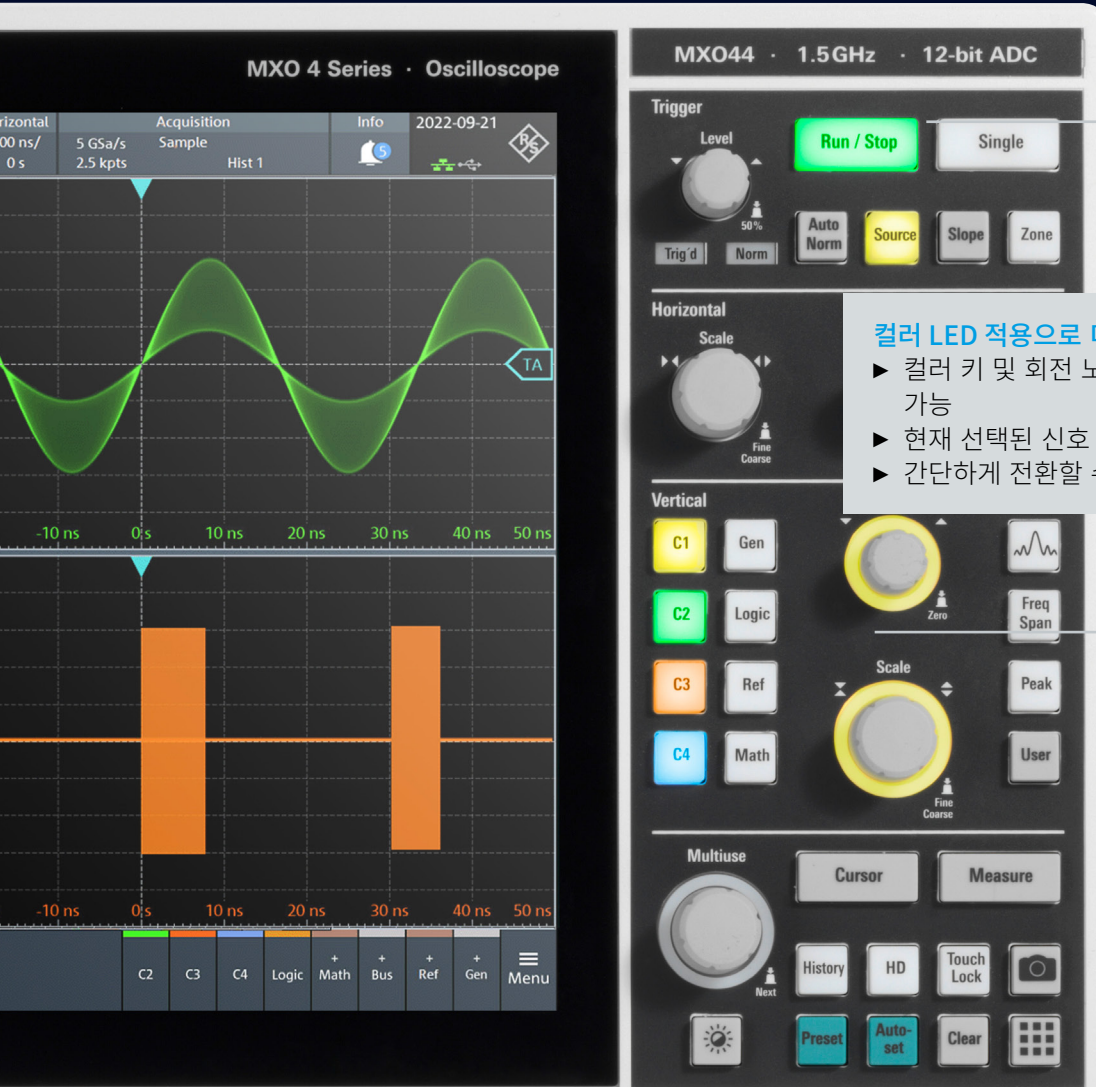 MXO 4 Series · Oscilloscope
MXO44 · 1.5 GHz · 12-bit ADC
Acquisition
Info
2022-09-21
00 ns/
5 GSa/s
Sample
5
R&S
0 s
2.5 kpts
Hist 1
TA
-10 ns 0 s 10 ns 20 ns 30 ns 40 ns 50 ns
-10 ns 0 s 10 ns 20 ns 30 ns 40 ns 50 ns
C2
C3
C4
Logic
+ Math
+ Bus
+ Ref
+ Gen
Menu
Trigger
Level
Run / Stop
Single
50%
Auto
Norm
Source
Slope
Zone
Trig´d
Norm
Horizontal
Scale
Fine
Coarse
컬러 LED 적용으로
► 컬러 키 및 회전
가능
► 현재 선택된 신호
► 간단하게 전환할
Vertical
C1
Gen
C2
Logic
Zero
Freq
Span
C3
Ref
Scale
Peak
C4
Math
User
Fine
Coarse
Multiuse
Cursor
Measure
Next
History
HD
Touch
Lock
Preset
Auto-
set
Clear